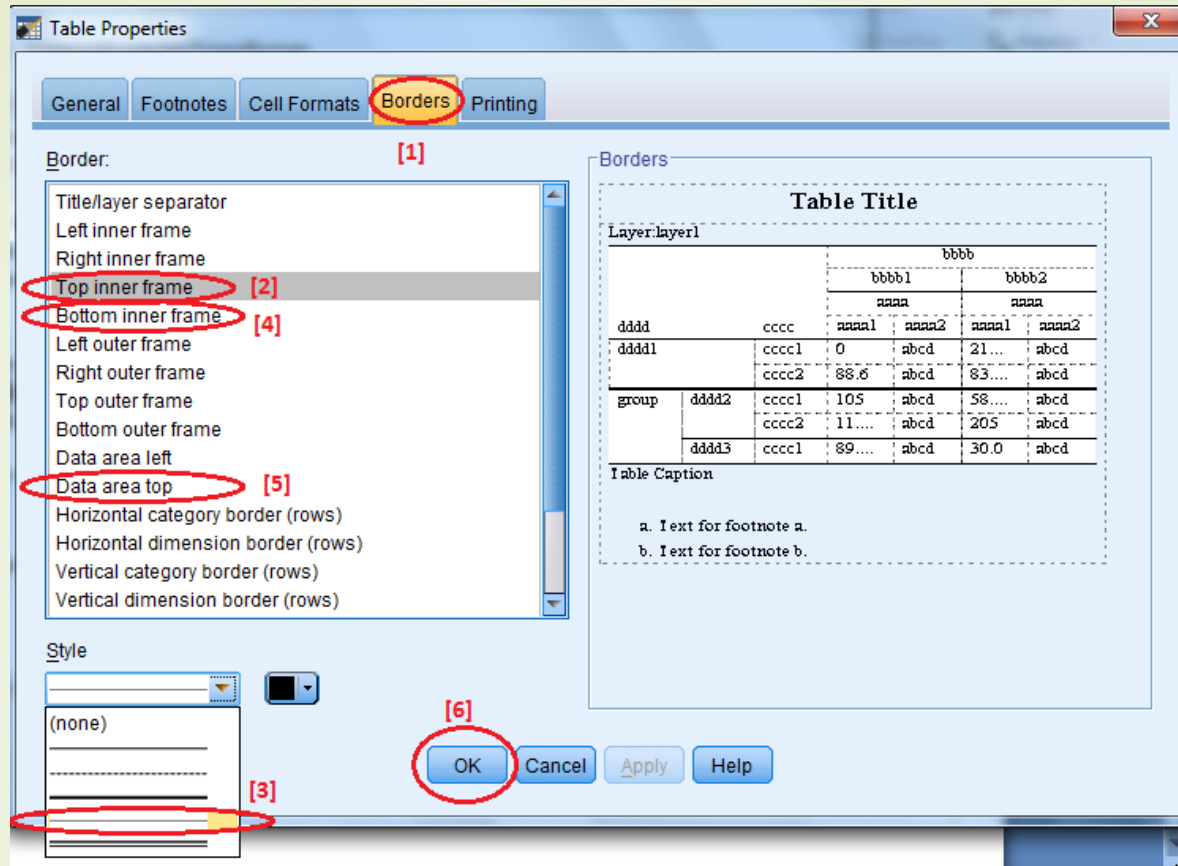 Table Properties
X
General Footnotes Cell Formats Borders Printing
[1]
Border:
Title/layer separator
Left inner frame
Right inner frame
Top inner frame [2]
Bottom inner frame [4]
Left outer frame
Right outer frame
Top outer frame
Bottom outer frame
Data area left
Data area top [5]
Horizontal category border (rows)
Horizontal dimension border (rows)
Vertical category border (rows)
Vertical dimension border (rows)
Borders
Table Title
Layer:layer1
bbbb
bbbb1 bbbb2
aaaa aaaa
dddd cccc aaaa1 aaaa2 aaaa1 aaaa2
dddd1 cccc1 0 abcd 21... abcd
cccc2 88.6 abcd 83.... abcd
group dddd2 cccc1 105 abcd 58.... abcd
cccc2 11.... abcd 205 abcd
dddd3 cccc1 89.... abcd 30.0 abcd
Table Caption
a. Text for footnote a.
b. Text for footnote b.
Style
(none)
[3]
[6]
OK Cancel Apply Help